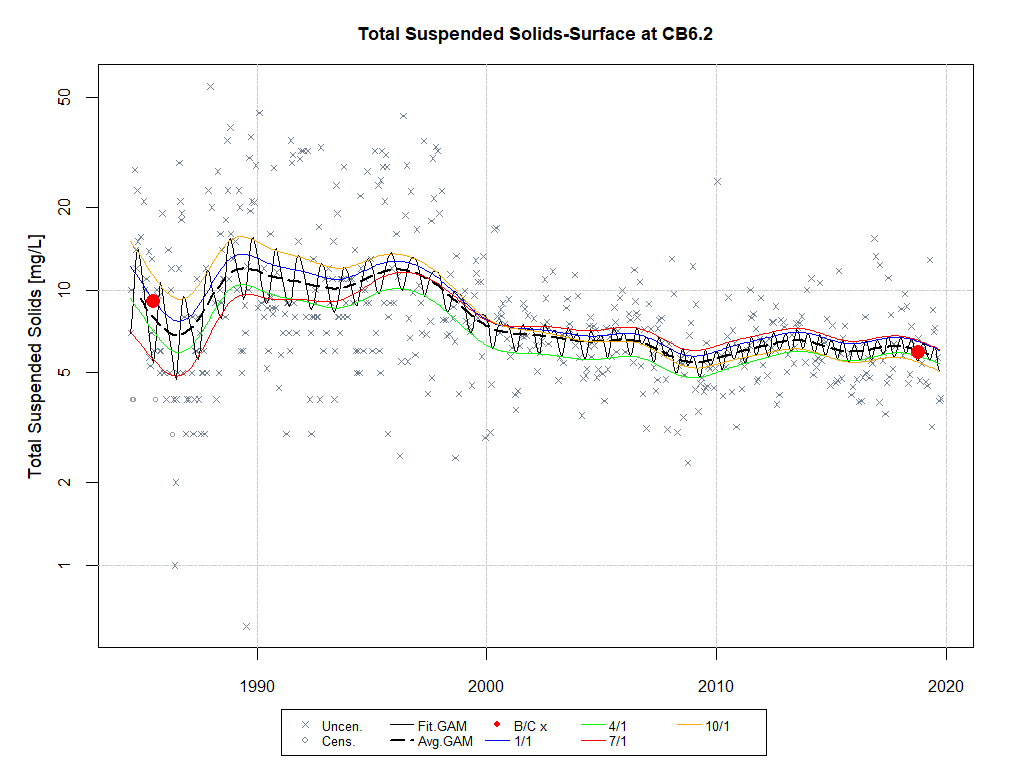 Total Suspended Solids-Surface at CB6.2
Total Suspended Solids [mg/L]
50
20
10
5
2
1
1990 2000 2010 2020
Uncen. Fit.GAM B/C x 4/1 10/1
Cens. Avg.GAM 1/1 7/1